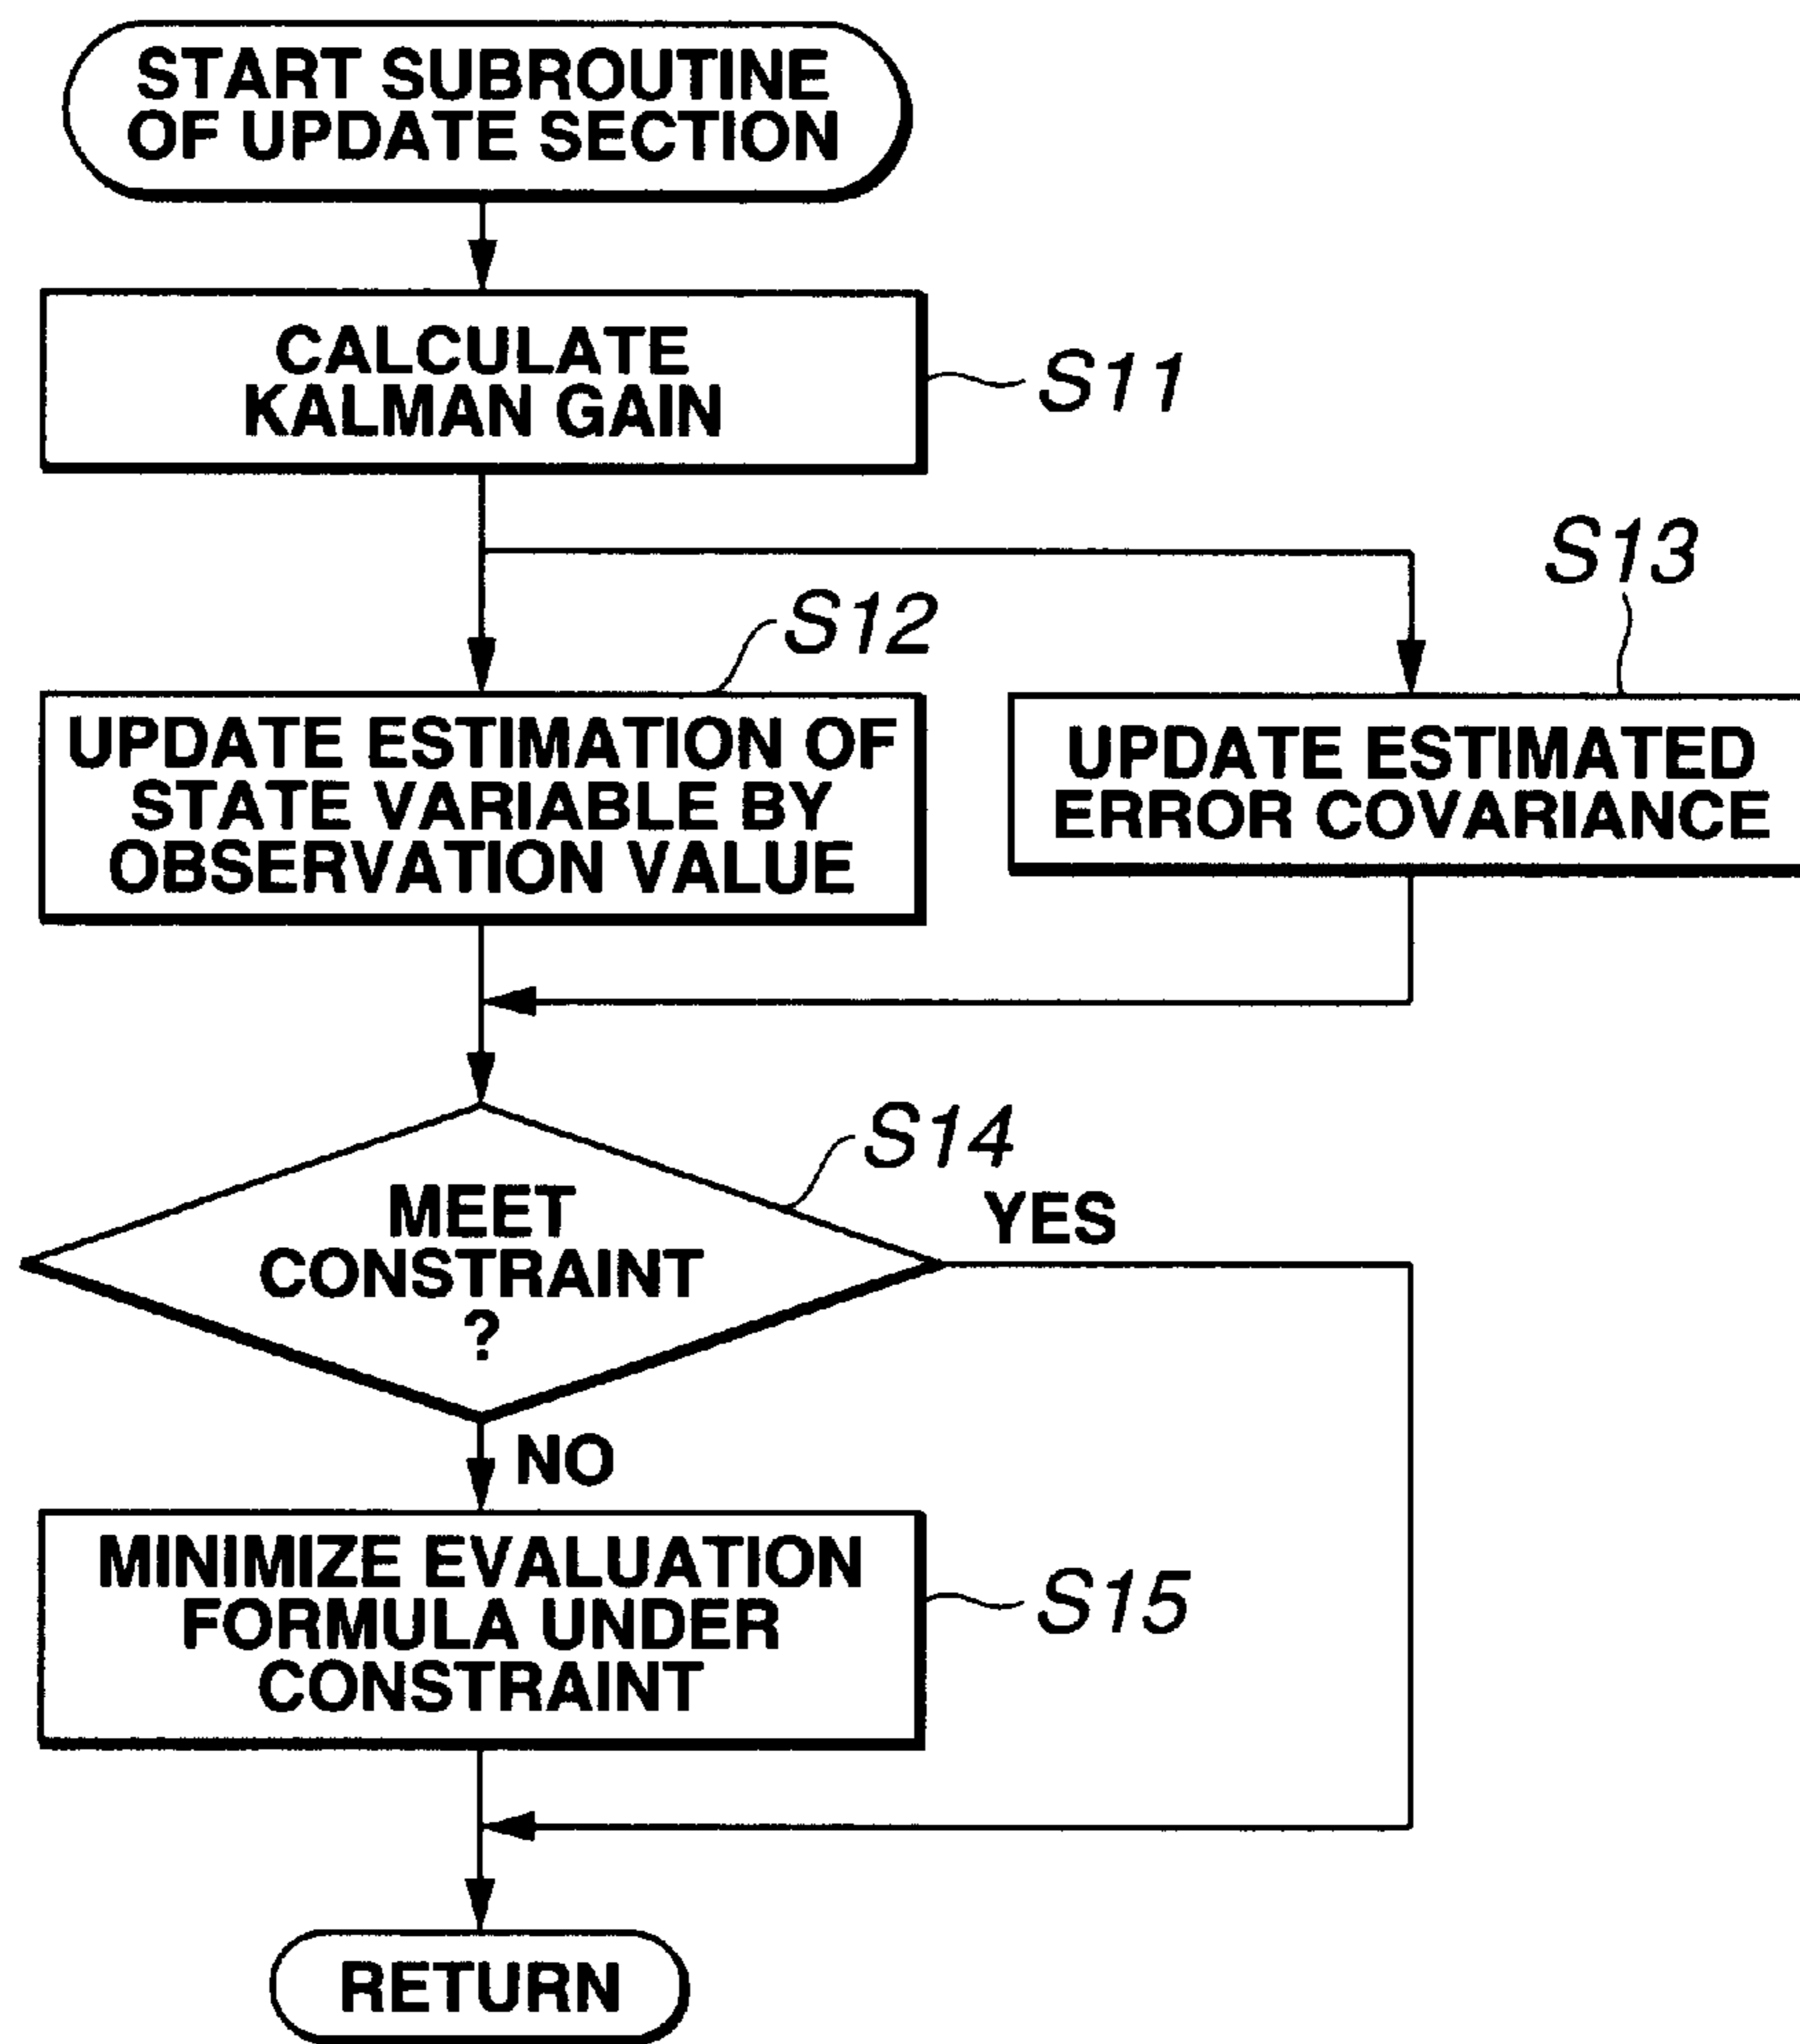 START SUBROUTINE
OF UPDATE SECTION
CALCULATE
KALMAN GAIN
S11
S13
S12
UPDATE ESTIMATION OF
STATE VARIABLE BY
OBSERVATION VALUE
UPDATE ESTIMATED
ERROR COVARIANCE
S14
MEET
CONSTRAINT
?
YES
NO
MINIMIZE EVALUATION
FORMULA UNDER
CONSTRAINT
S15
RETURN